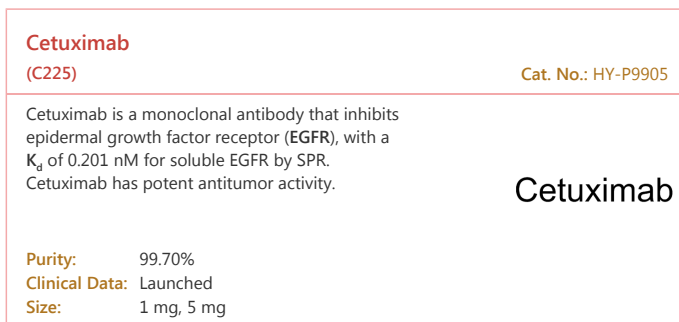 Cetuximab
(C225)
Cat. No.: HY-P9905
Cetuximab is a monoclonal antibody that inhibits
epidermal growth factor receptor (EGFR), with a
Kd of 0.201 nM for soluble EGFR by SPR.
Cetuximab has potent antitumor activity.
Cetuximab
Purity: 99.70%
Clinical Data: Launched
Size: 1 mg, 5 mg